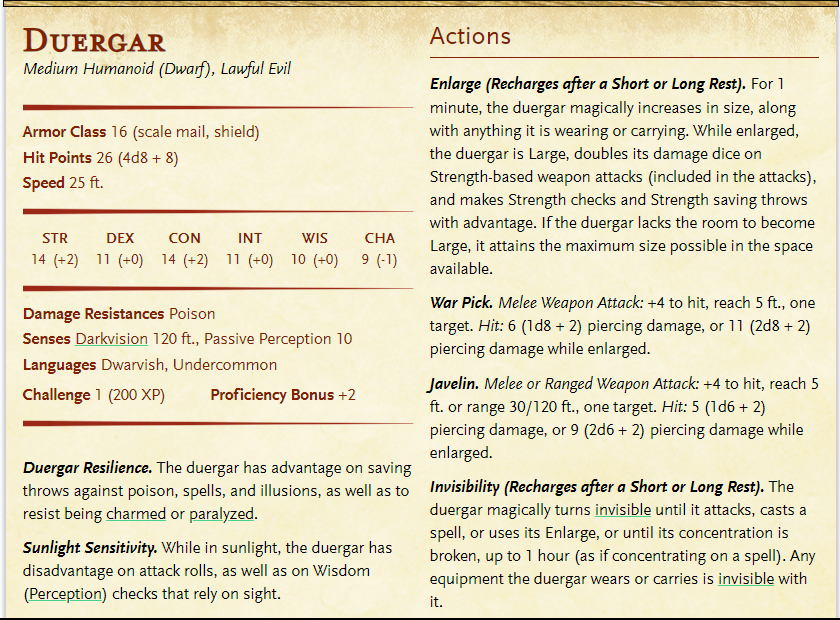 Duergar
Medium Humanoid (Dwarf), Lawful Evil
Armor Class 16 (scale mail, shield)
Hit Points 26 (4d8 + 8)
Speed 25 ft.
STR DEX CON INT WIS CHA
14 (+2) 11 (+0) 14 (+2) 11 (+0) 10 (+0) 9 (-1)
Damage Resistances Poison
Senses Darkvision 120 ft., Passive Perception 10
Languages Dwarvish, Undercommon
Challenge 1 (200 XP) Proficiency Bonus +2
Duergar Resilience. The duergar has advantage on saving
throws against poison, spells, and illusions, as well as to
resist being charmed or paralyzed.
Sunlight Sensitivity. While in sunlight, the duergar has
disadvantage on attack rolls, as well as on Wisdom
(Perception) checks that rely on sight.
Actions
Enlarge (Recharges after a Short or Long Rest). For 1
minute, the duergar magically increases in size, along
with anything it is wearing or carrying. While enlarged,
the duergar is Large, doubles its damage dice on
Strength-based weapon attacks (included in the attacks),
and makes Strength checks and Strength saving throws
with advantage. If the duergar lacks the room to become
Large, it attains the maximum size possible in the space
available.
War Pick. Melee Weapon Attack: +4 to hit, reach 5 ft., one
target. Hit: 6 (1d8 + 2) piercing damage, or 11 (2d8 + 2)
piercing damage while enlarged.
Javelin. Melee or Ranged Weapon Attack: +4 to hit, reach 5
ft. or range 30/120 ft., one target. Hit: 5 (1d6 + 2)
piercing damage, or 9 (2d6 + 2) piercing damage while
enlarged.
Invisibility (Recharges after a Short or Long Rest). The
duergar magically turns invisible until it attacks, casts a
spell, or uses its Enlarge, or until its concentration is
broken, up to 1 hour (as if concentrating on a spell). Any
equipment the duergar wears or carries is invisible with
it.